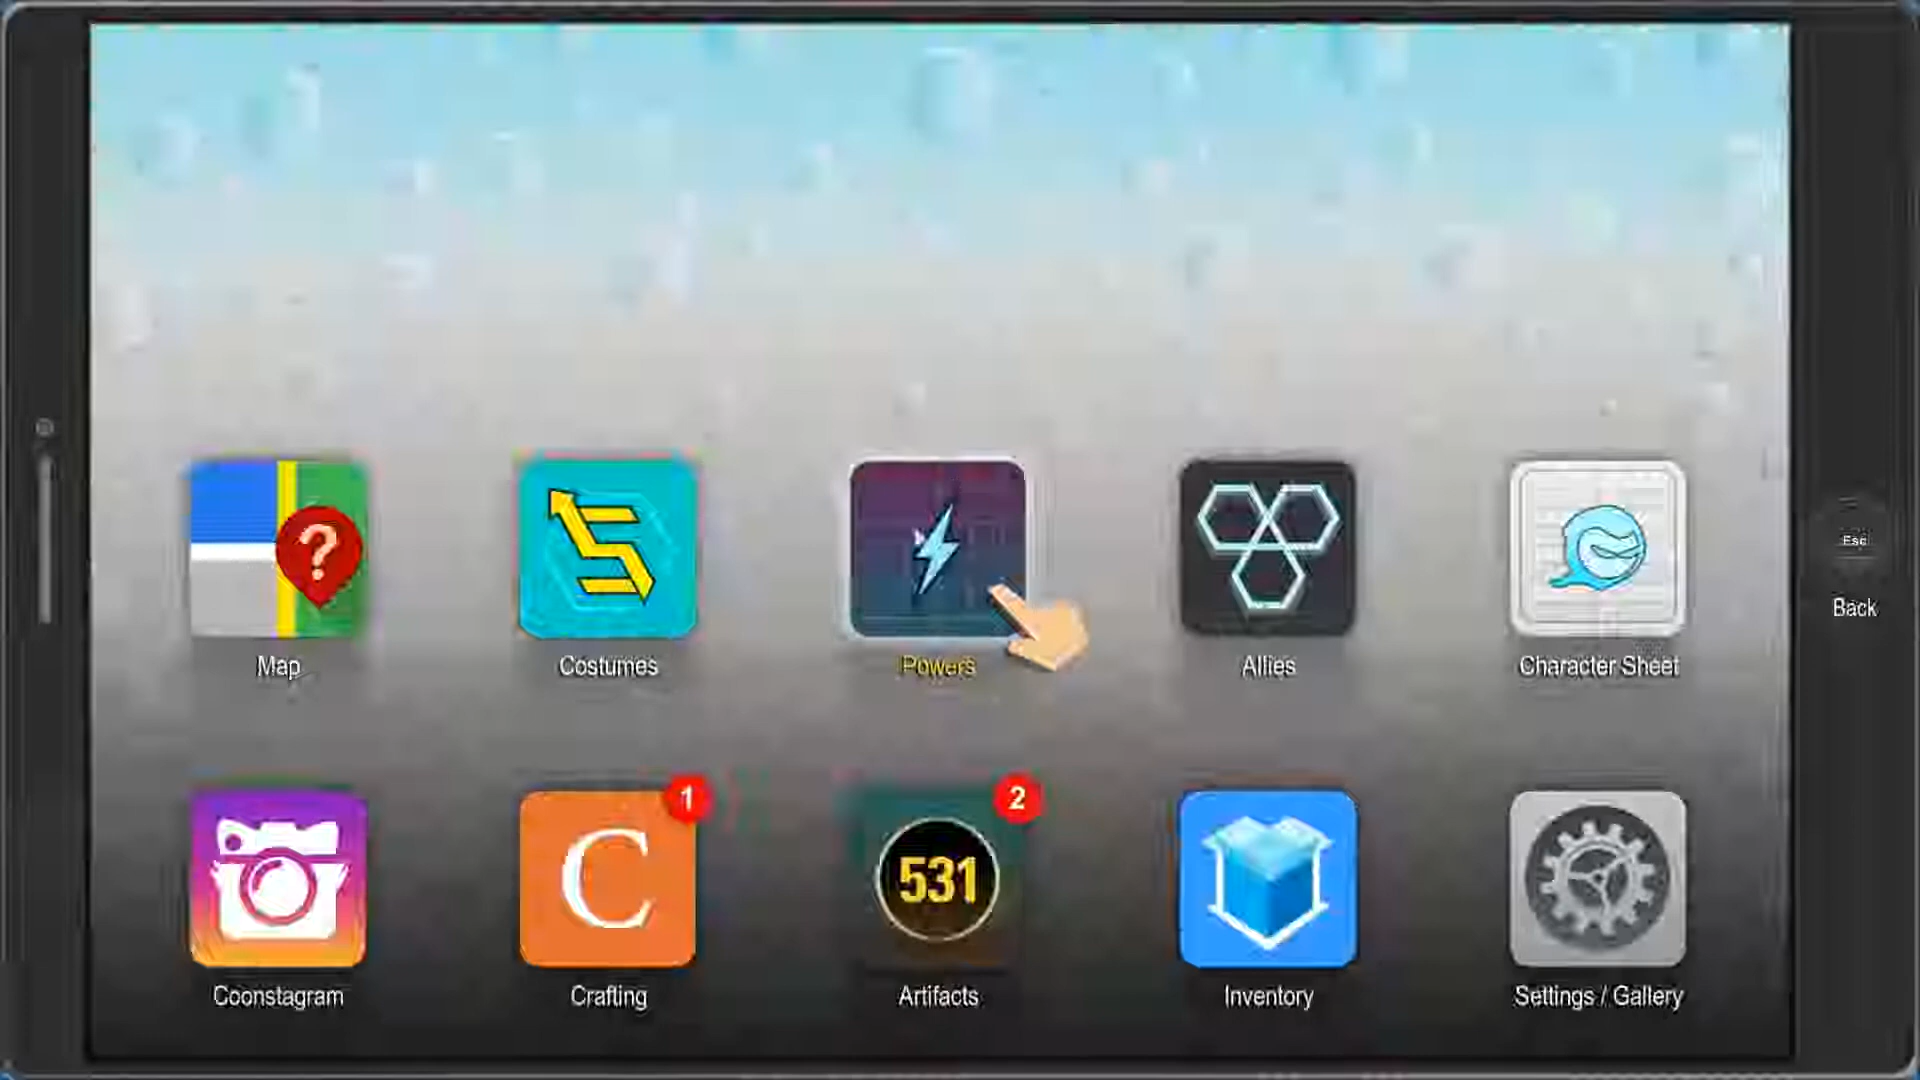 ?
Map
Costumes
Powers
Allies
Character Sheet
Esc
Back
Coonstagram
1
C
Crafting
2
531
Artifacts
Inventory
Settings / Gallery